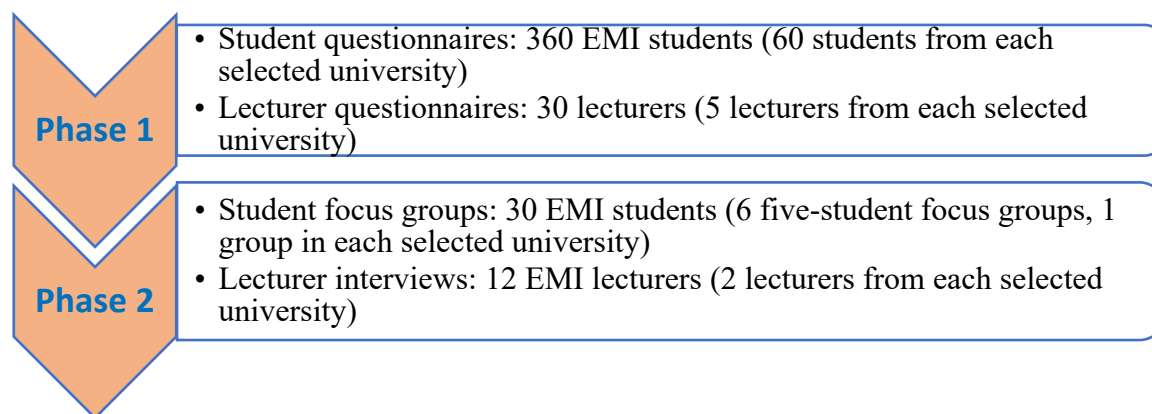 Phase 1
• Student questionnaires: 360 EMI students (60 students from each
selected university)
• Lecturer questionnaires: 30 lecturers (5 lecturers from each selected
university)
Phase 2
• Student focus groups: 30 EMI students (6 five-student focus groups, 1
group in each selected university)
• Lecturer interviews: 12 EMI lecturers (2 lecturers from each selected
university)